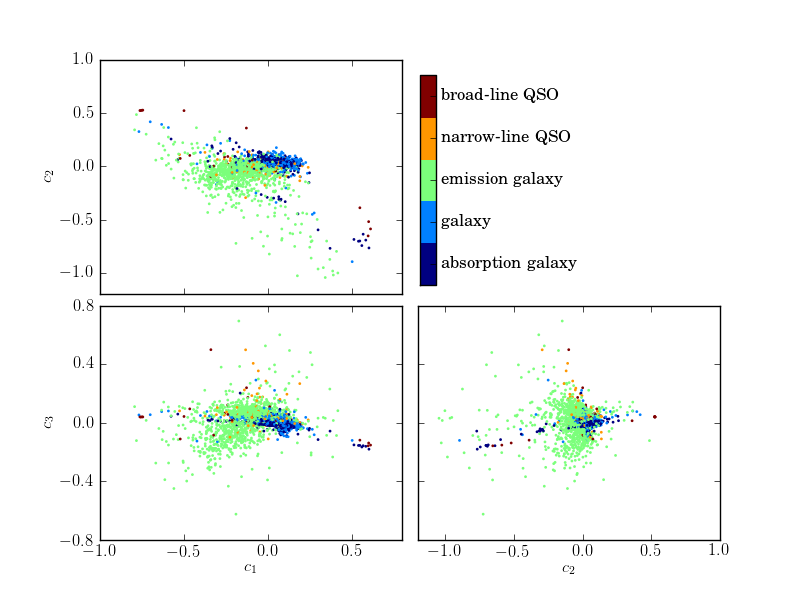 1.0
0.5
0.0
−0.5
−1.0
c2
broad-line QSO
narrow-line QSO
emission galaxy
galaxy
absorption galaxy
0.8
0.4
0.0
−0.4
−0.8
c3
−1.0 −0.5 0.0 0.5
c1
−1.0 −0.5 0.0 0.5 1.0
c2